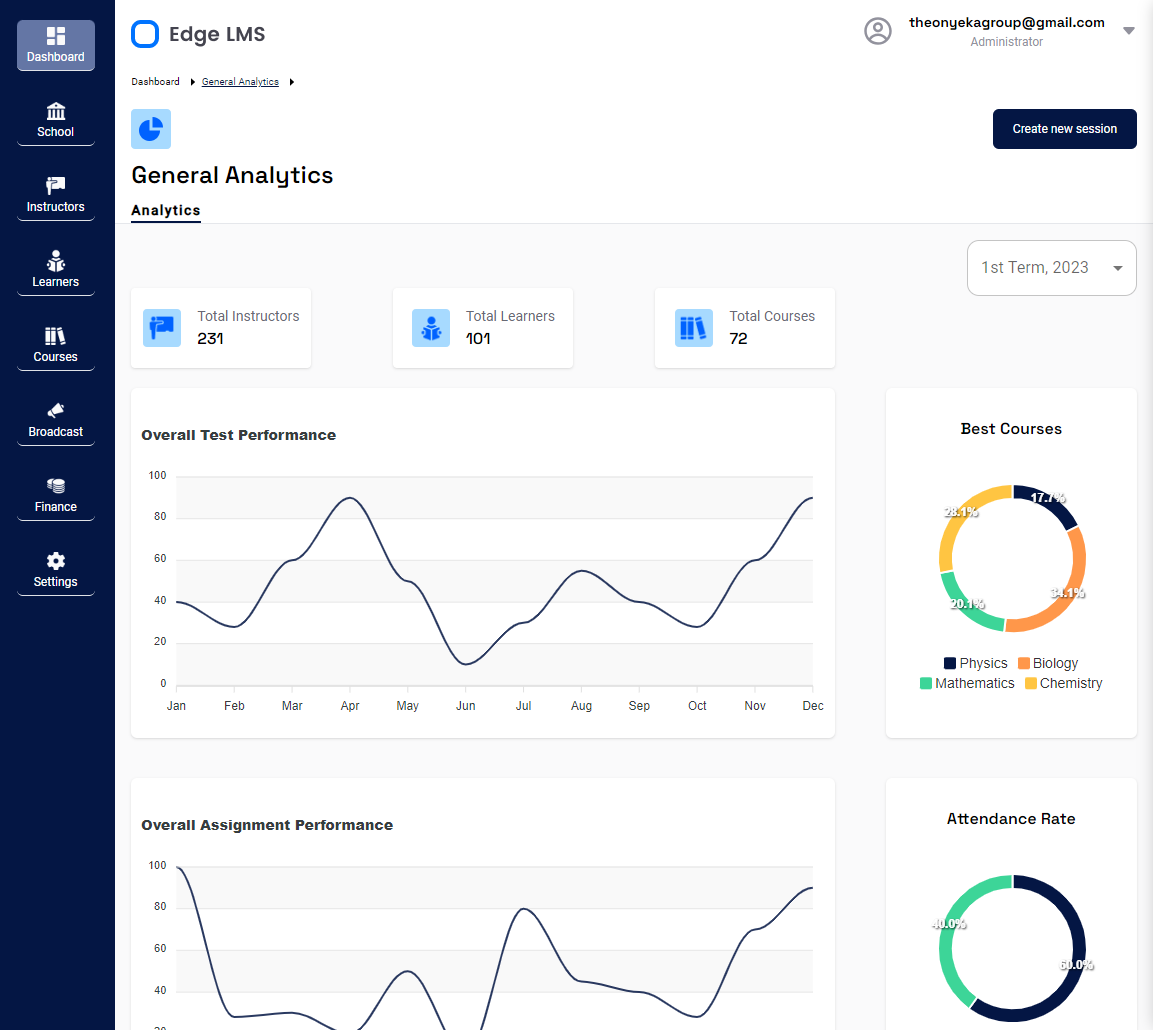 Dashboard
School
Instructors
Learners
Courses
Broadcast
Finance
Settings
Edge LMS
theonyekagroup@gmail.com
Administrator
Dashboard General Analytics
Create new session
General Analytics
Analytics
1st Term, 2023
Total Instructors
231
Total Learners
101
Total Courses
72
Overall Test Performance
100
80
60
40
20
0
Jan Feb Mar Apr May Jun Jul Aug Sep Oct Nov Dec
Best Courses
17.7%
28.1%
34.1%
20.1%
Physics Biology
Mathematics Chemistry
Overall Assignment Performance
100
80
60
40
20
Attendance Rate
40.0%
60.0%